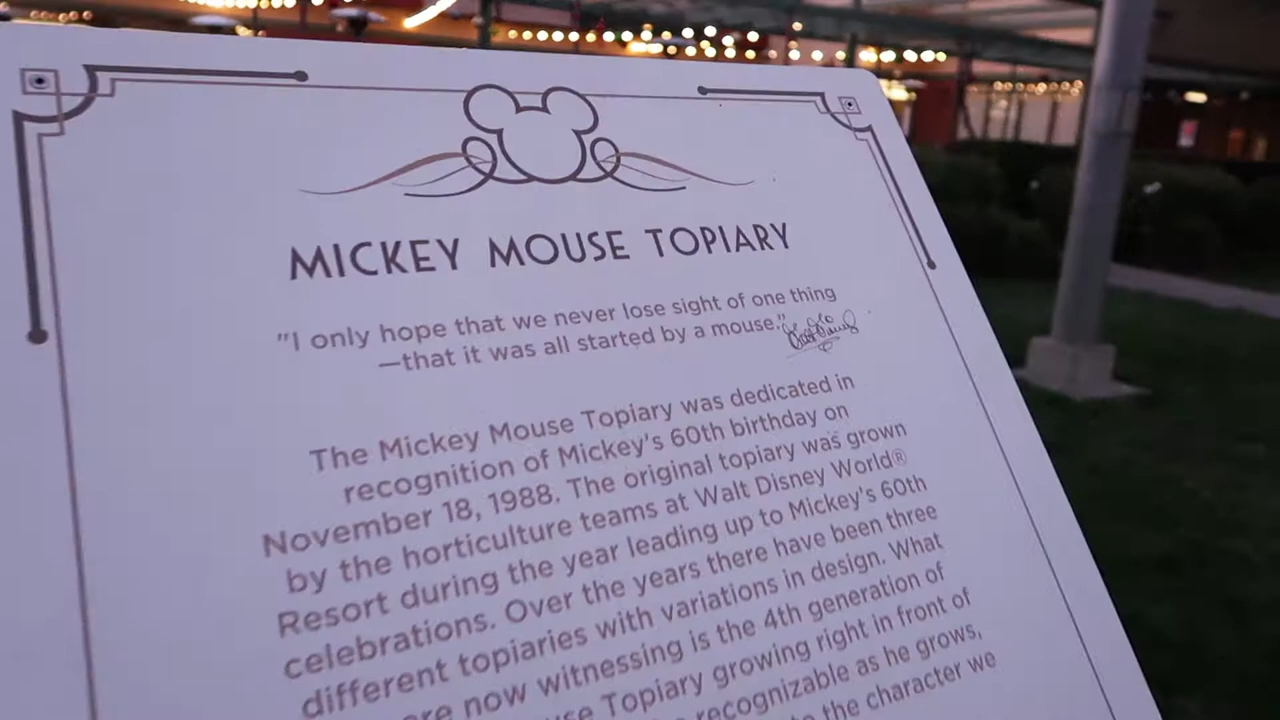 MICKEY MOUSE TOPIARY
"I only hope that we never lose sight of one thing
—that it was all started by a mouse."
The Mickey Mouse Topiary was dedicated in
recognition of Mickey's 60th birthday on
November 18, 1988. The original topiary was grown
by the horticulture teams at Walt Disney World®
Resort during the year leading up to Mickey's 60th
celebrations. Over the years there have been three
different topiaries with variations in design. What
now witnessing is the 4th generation of
Topiary growing right in front of
recognizable as he grows,
the character we